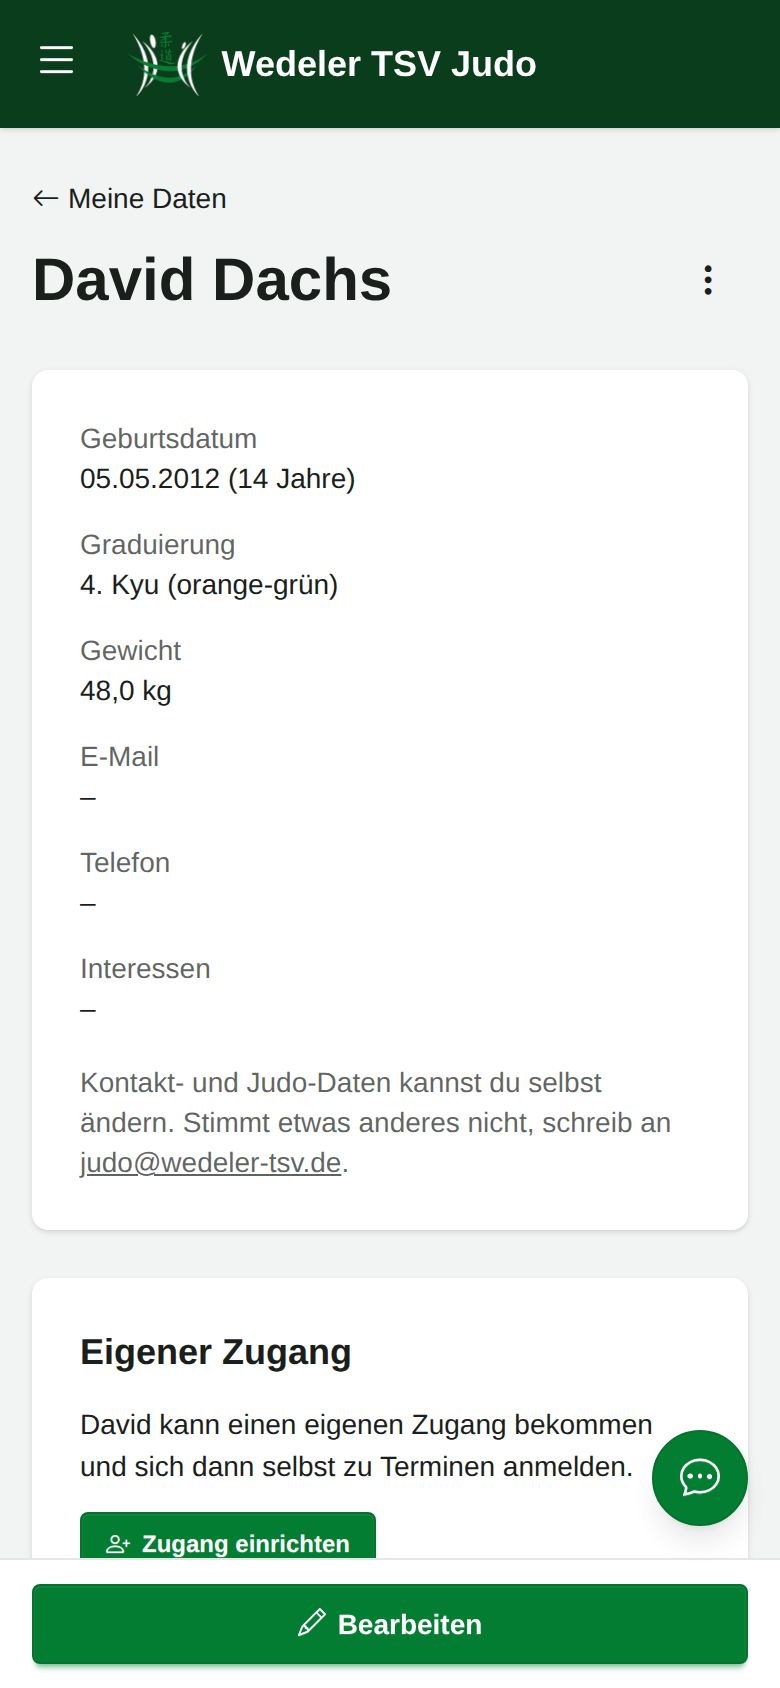 柔道
Wedeler TSV Judo
← Meine Daten
David Dachs
Geburtsdatum
05.05.2012 (14 Jahre)
Graduierung
4. Kyu (orange-grün)
Gewicht
48,0 kg
E-Mail
–
Telefon
–
Interessen
–
Kontakt- und Judo-Daten kannst du selbst
ändern. Stimmt etwas anderes nicht, schreib an
judo@wedeler-tsv.de.
Eigener Zugang
David kann einen eigenen Zugang bekommen
und sich dann selbst zu Terminen anmelden.
Zugang einrichten
Bearbeiten